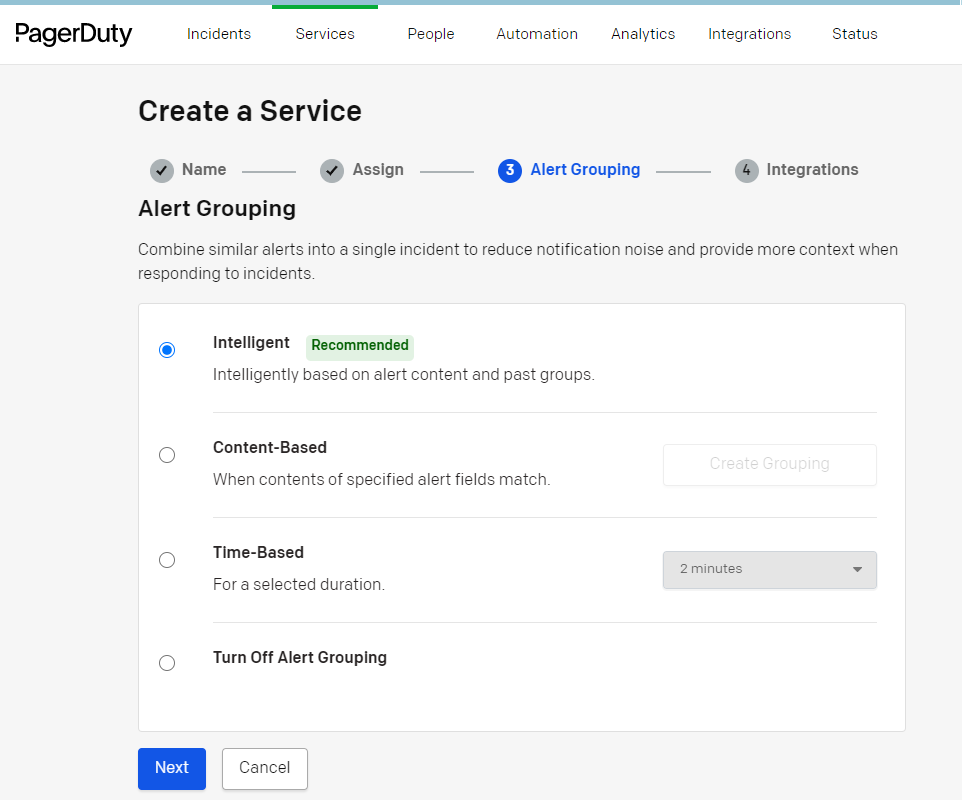 PagerDuty Incidents Services People Automation Analytics Integrations Status
Create a Service
Name Assign 3 Alert Grouping 4 Integrations
Alert Grouping
Combine similar alerts into a single incident to reduce notification noise and provide more context when
responding to incidents.
Intelligent Recommended
Intelligently based on alert content and past groups.
Content-Based
When contents of specified alert fields match.
Create Grouping
Time-Based
For a selected duration.
2 minutes
Turn Off Alert Grouping
Next Cancel